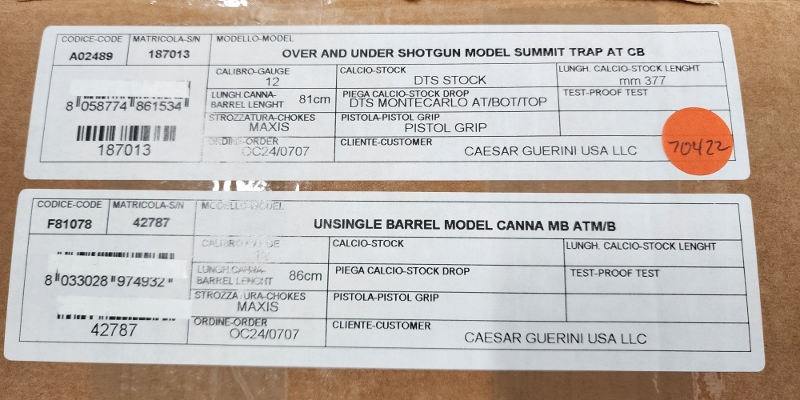 CODICE-CODE MATRICOLA-S/N MODELLO-MODEL
A02489 187013 OVER AND UNDER SHOTGUN MODEL SUMMIT TRAP AT CB
CALIBRO-GAUGE CALCIO-STOCK LUNGH. CALCIO-STOCK LENGHT
12 DTS STOCK mm 377
LUNGH.CANNA-BARREL LENGHT 81cm PIEGA CALCIO-STOCK DROP TEST-PROOF TEST
8 058774 861534 DTS MONTECARLO AT/BOT/TOP
STROZZATURA-CHOKES PISTOLA-PISTOL GRIP
MAXIS PISTOL GRIP
187013 ORDINE-ORDER CLIENTE-CUSTOMER
OC24/0707 CAESAR GUERINI USA LLC
70422
CODICE-CODE MATRICOLA-S/N MODELLO-MODEL
F81078 42787 UNSINGLE BARREL MODEL CANNA MB ATM/B
CALIBRO-GAUGE CALCIO-STOCK LUNGH. CALCIO-STOCK LENGHT
LUNGH.CANNA-BARREL LENGHT 86cm PIEGA CALCIO-STOCK DROP TEST-PROOF TEST
8 033028 974932
STROZZATURA-CHOKES PISTOLA-PISTOL GRIP
MAXIS
42787 ORDINE-ORDER CLIENTE-CUSTOMER
OC24/0707 CAESAR GUERINI USA LLC